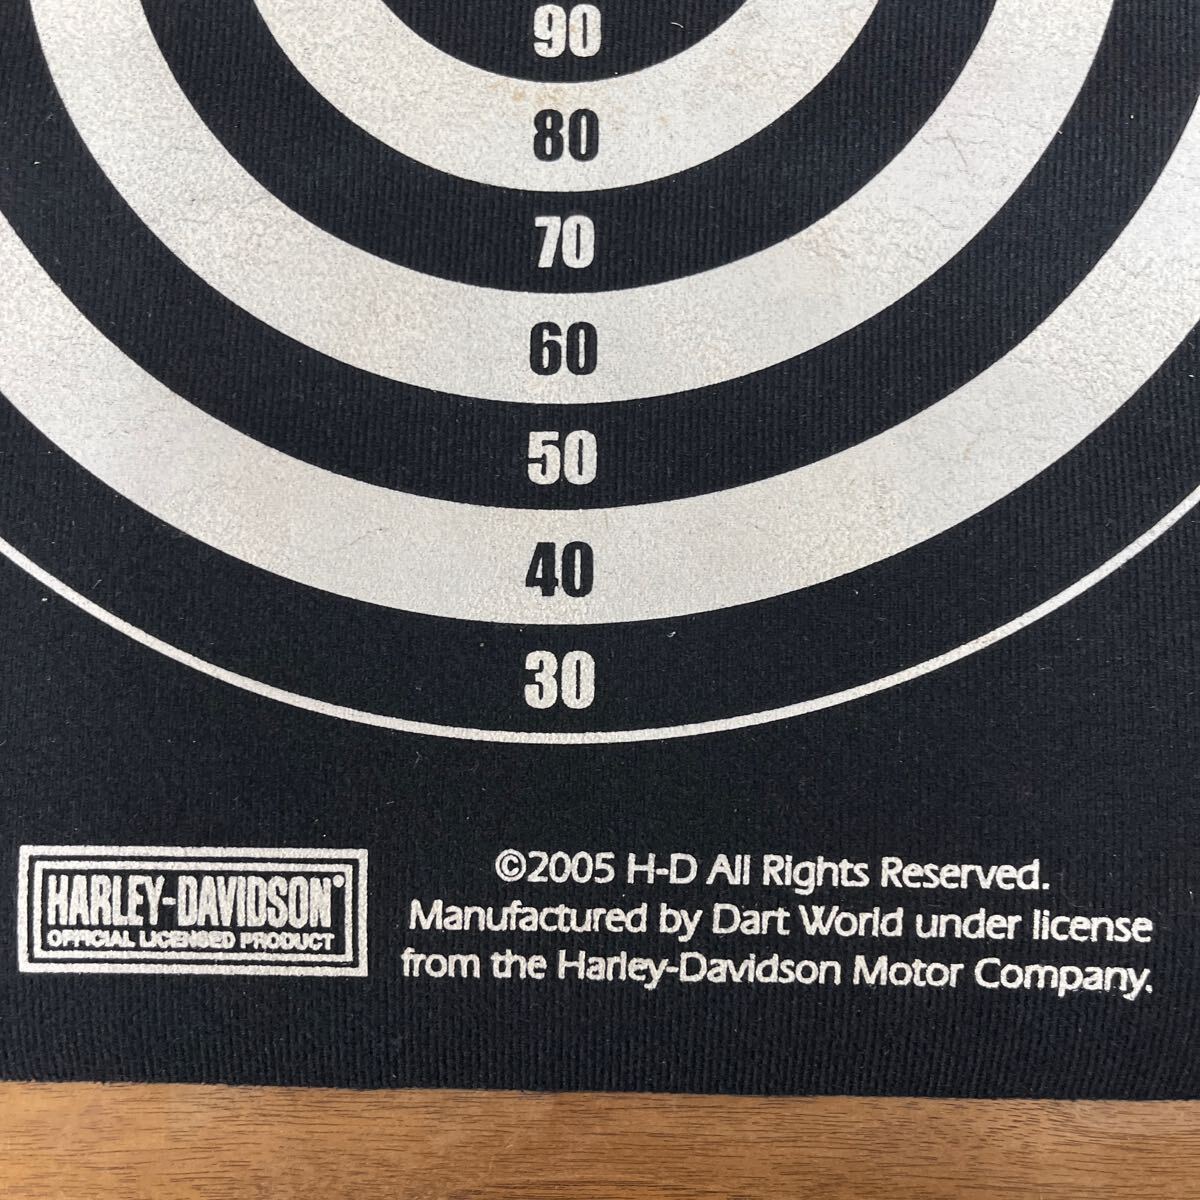 90
80
70
60
50
40
30
HARLEY-DAVIDSON®
OFFICIAL LICENSED PRODUCT
©2005 H-D All Rights Reserved.
Manufactured by Dart World under license
from the Harley-Davidson Motor Company.